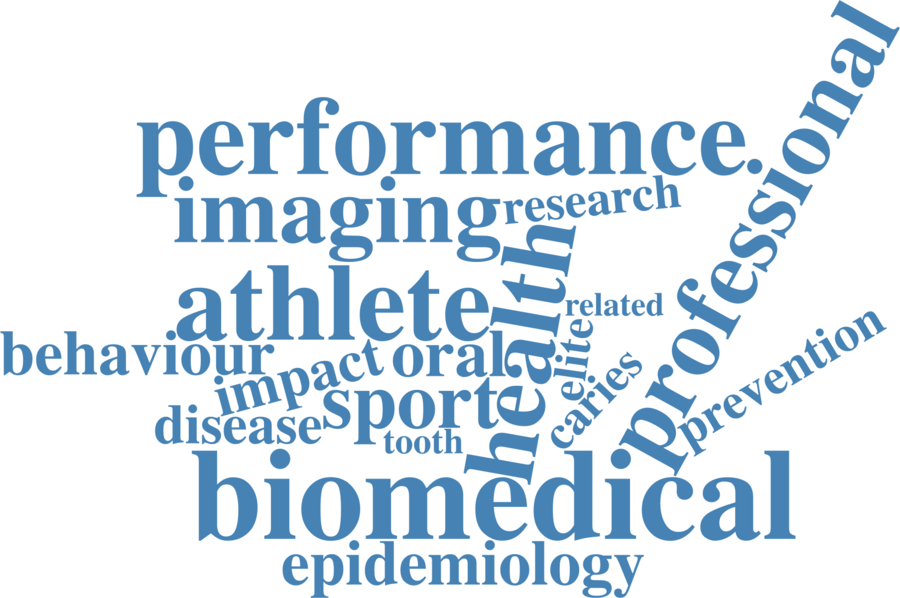 professional
performance.
imaging
research
health
athlete
related
elite
behaviour
impact
oral
caries
prevention
sport
disease
tooth
biomedical
epidemiology